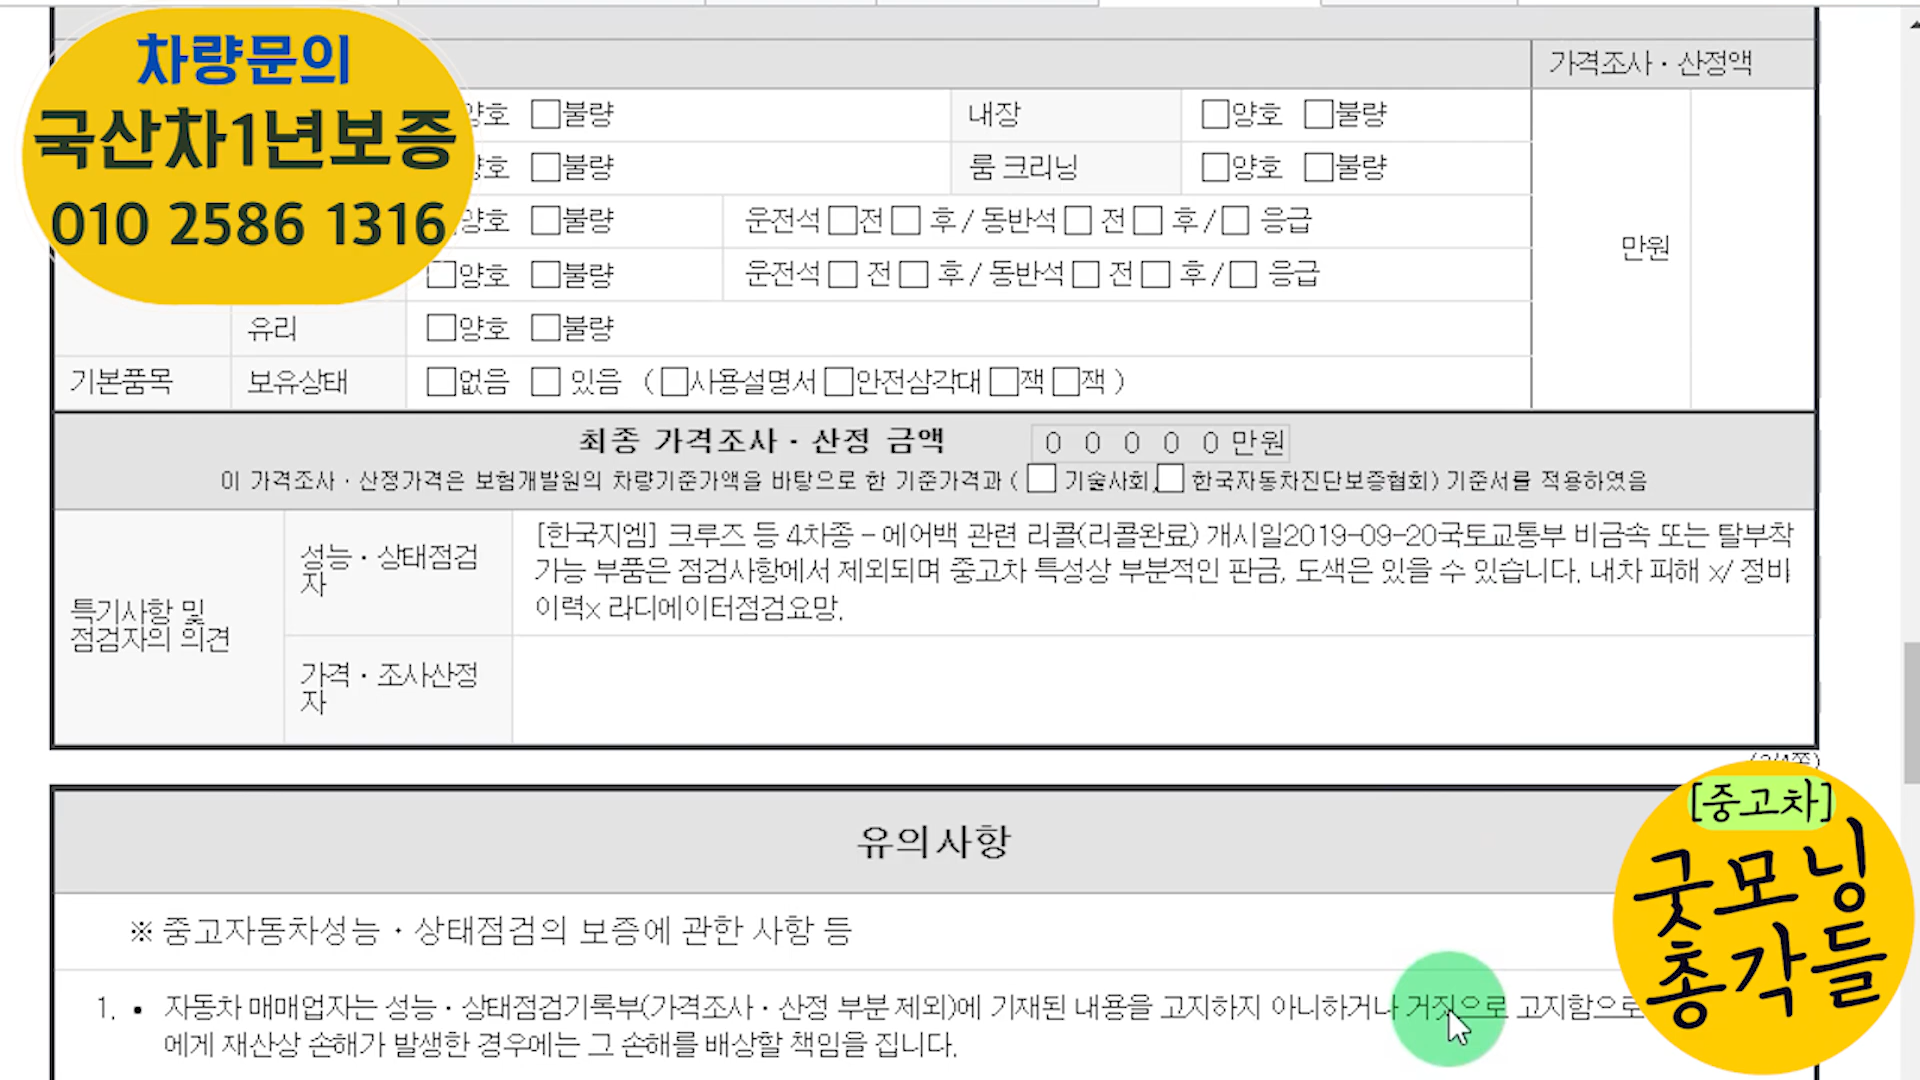 차량문의
국산차1년보증
010 2586 1316
가격조사 · 산정액
양호 불량 내장 양호 불량
양호 불량 룸 크리닝 양호 불량
양호 불량 운전석 전 후 / 동반석 전 후 / 응급
양호 불량 운전석 전 후 / 동반석 전 후 / 응급
만원
유리 양호 불량
기본품목 보유상태 없음 있음 ( 사용설명서 안전삼각대 잭 잭 )
최종 가격조사 · 산정 금액 0 0 0 0 0 만원
이 가격조사 · 산정가격은 보험개발원의 차량기준가액을 바탕으로 한 기준가격과 ( 기술사회, 한국자동차진단보증협회) 기준서를 적용하였음
특기사항 및
점검자의 의견
성능 · 상태점검
자
[한국지엠] 크루즈 등 4차종 - 에어백 관련 리콜(리콜완료) 개시일2019-09-20국토교통부 비금속 또는 탈부착
가능 부품은 점검사항에서 제외되며 중고차 특성상 부분적인 판금, 도색은 있을 수 있습니다. 내차 피해 x/ 정비
이력x 라디에이터점검요망.
가격 · 조사산정
자
유의사항
※ 중고자동차성능 · 상태점검의 보증에 관한 사항 등
1. • 자동차 매매업자는 성능 · 상태점검기록부(가격조사 · 산정 부분 제외)에 기재된 내용을 고지하지 아니하거나 거짓으로 고지함으로
에게 재산상 손해가 발생한 경우에는 그 손해를 배상할 책임을 집니다.
[중고차]
굿모닝
총각들